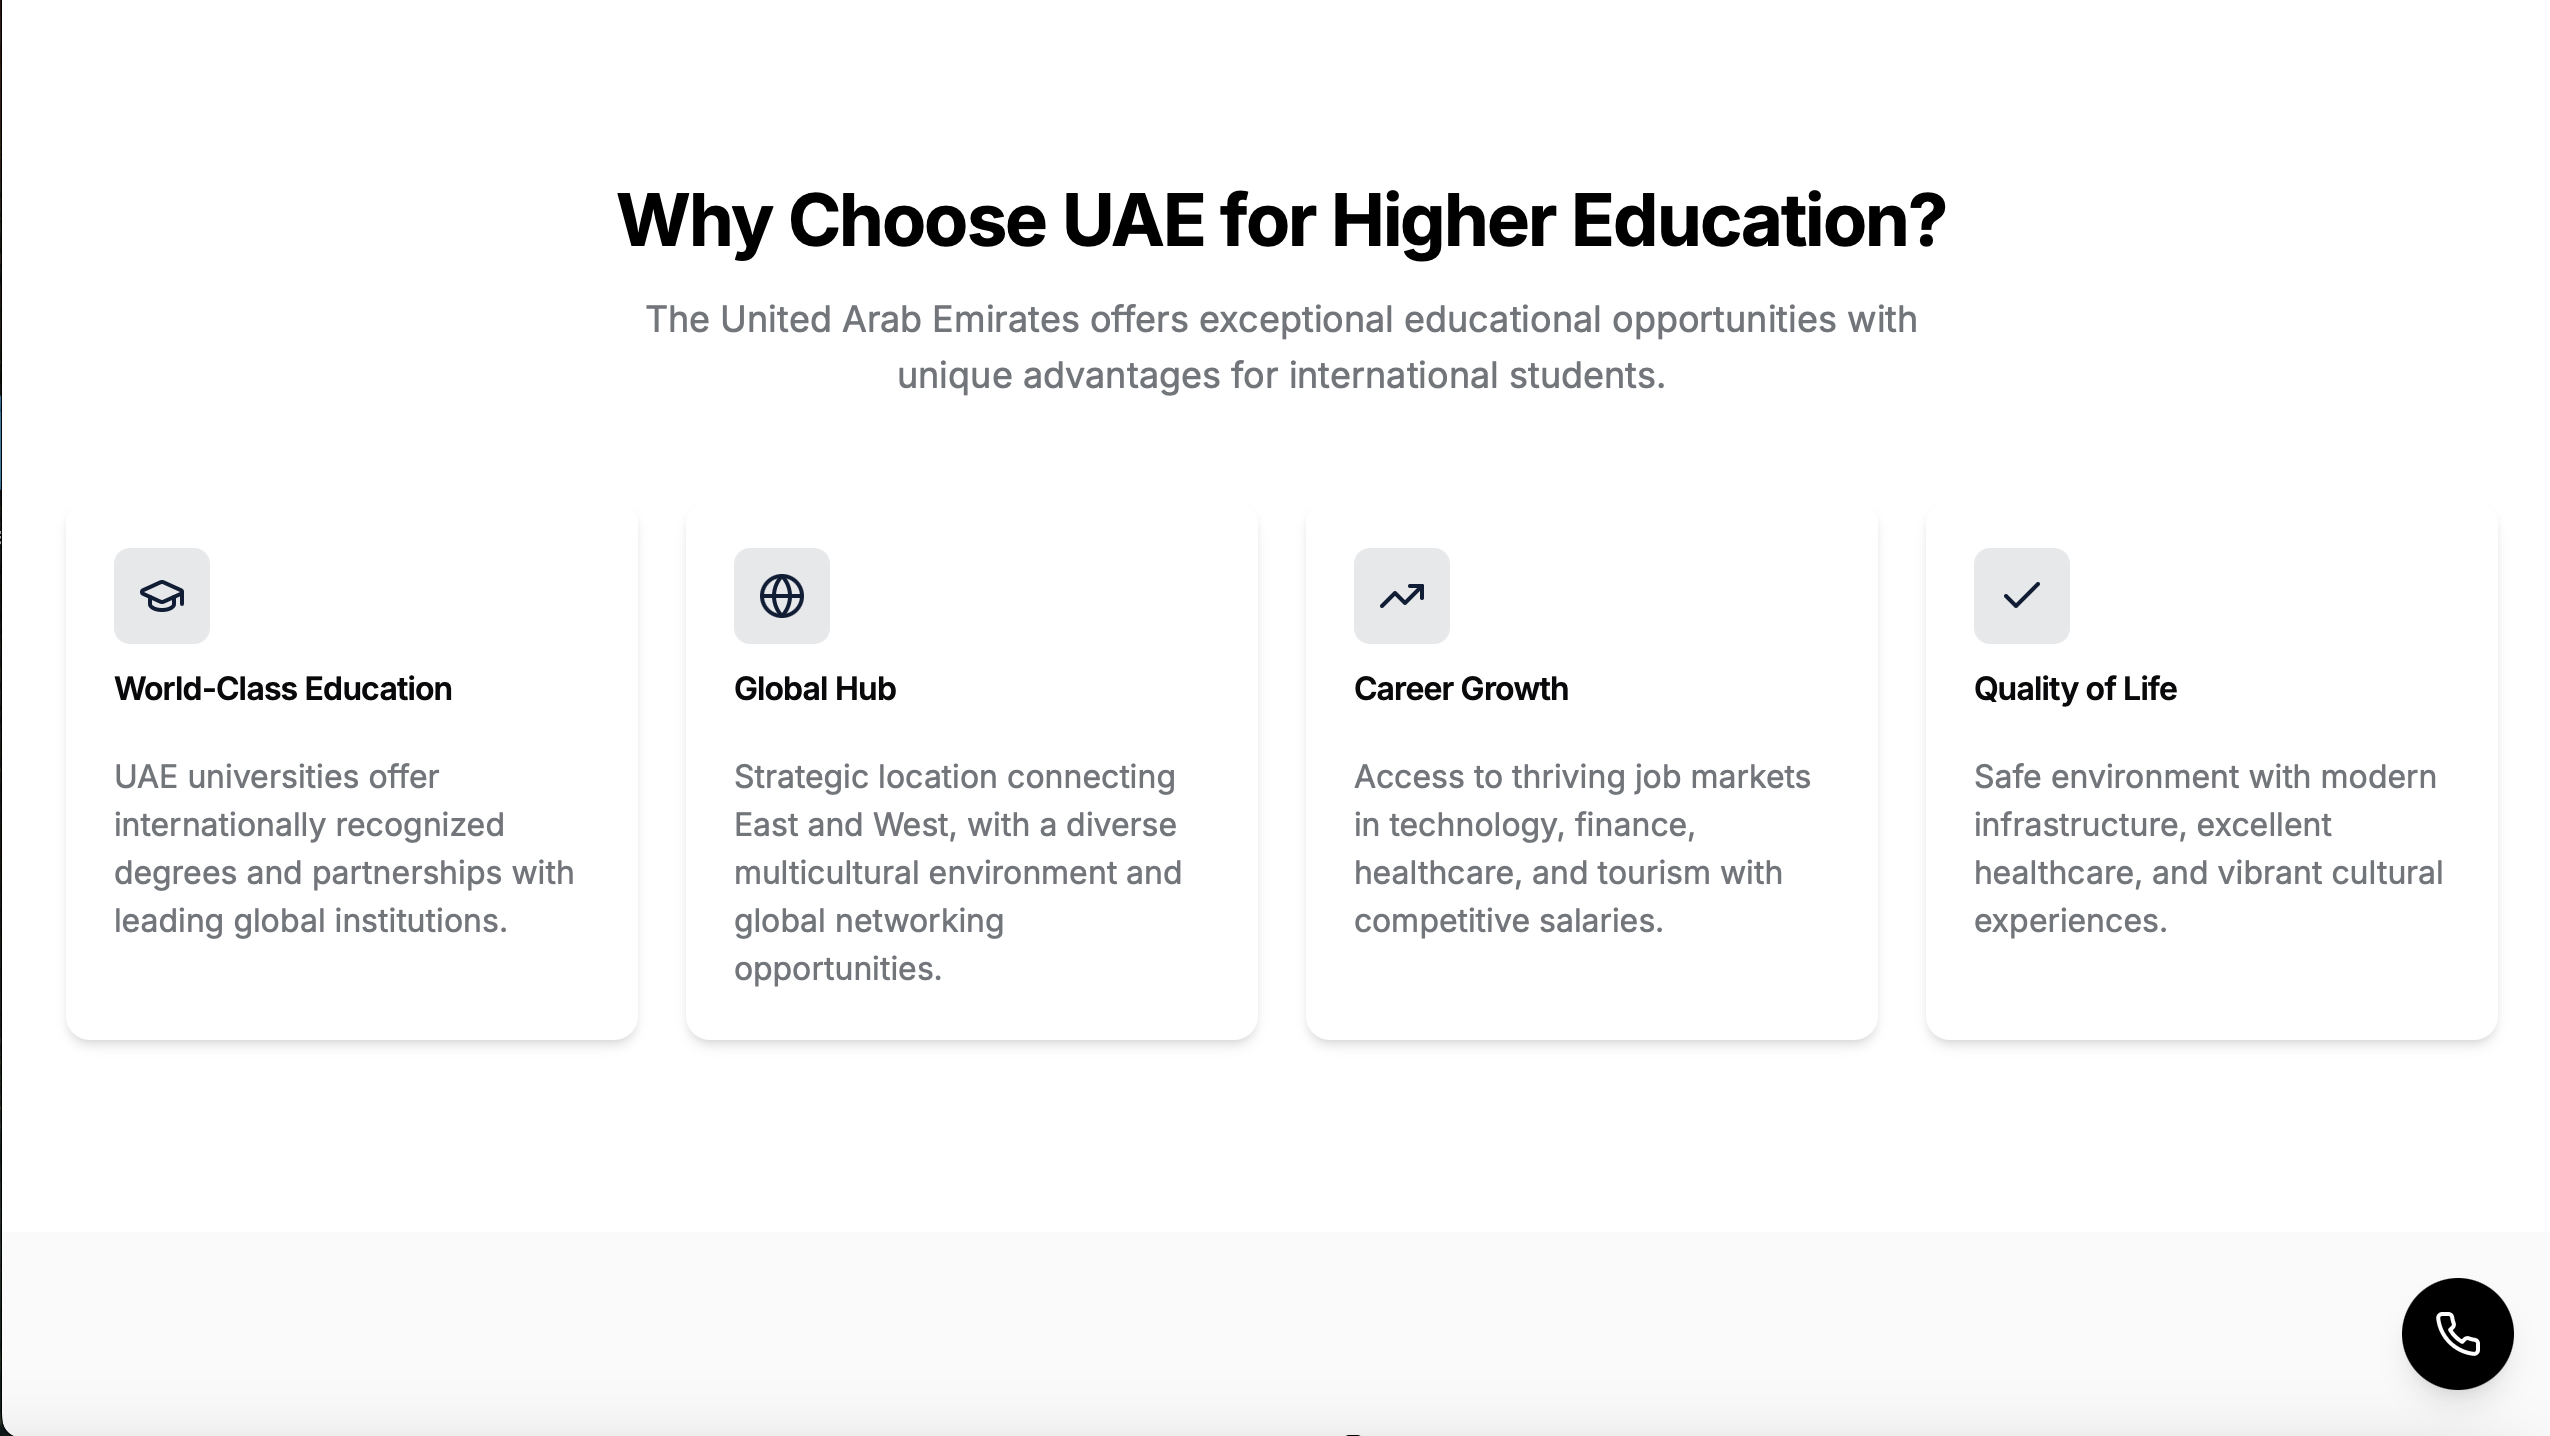 Why Choose UAE for Higher Education?
The United Arab Emirates offers exceptional educational opportunities with
unique advantages for international students.
World-Class Education
UAE universities offer
internationally recognized
degrees and partnerships with
leading global institutions.
Global Hub
Strategic location connecting
East and West, with a diverse
multicultural environment and
global networking
opportunities.
Career Growth
Access to thriving job markets
in technology, finance,
healthcare, and tourism with
competitive salaries.
Quality of Life
Safe environment with modern
infrastructure, excellent
healthcare, and vibrant cultural
experiences.